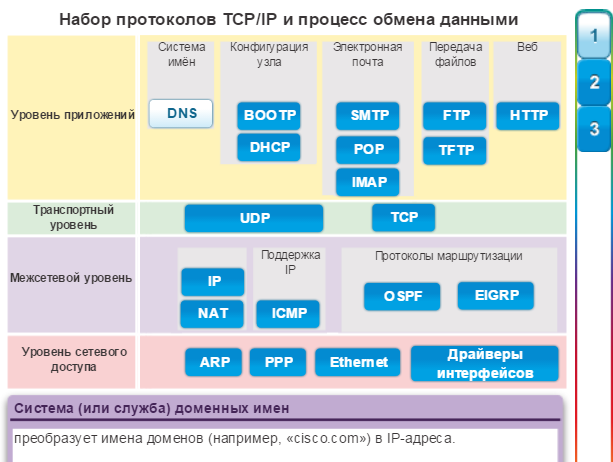 Набор протоколов TCP/IP и процесс обмена данными
1
2
3
Система имён
Конфигурация узла
Электронная почта
Передача файлов
Веб
Уровень приложений
DNS
BOOTP
SMTP
FTP
HTTP
DHCP
POP
TFTP
IMAP
Транспортный уровень
UDP
TCP
Межсетевой уровень
Поддержка IP
Протоколы маршрутизации
IP
OSPF
EIGRP
NAT
ICMP
Уровень сетевого доступа
ARP
PPP
Ethernet
Драйверы интерфейсов
Система (или служба) доменных имен
преобразует имена доменов (например, «cisco.com») в IP-адреса.